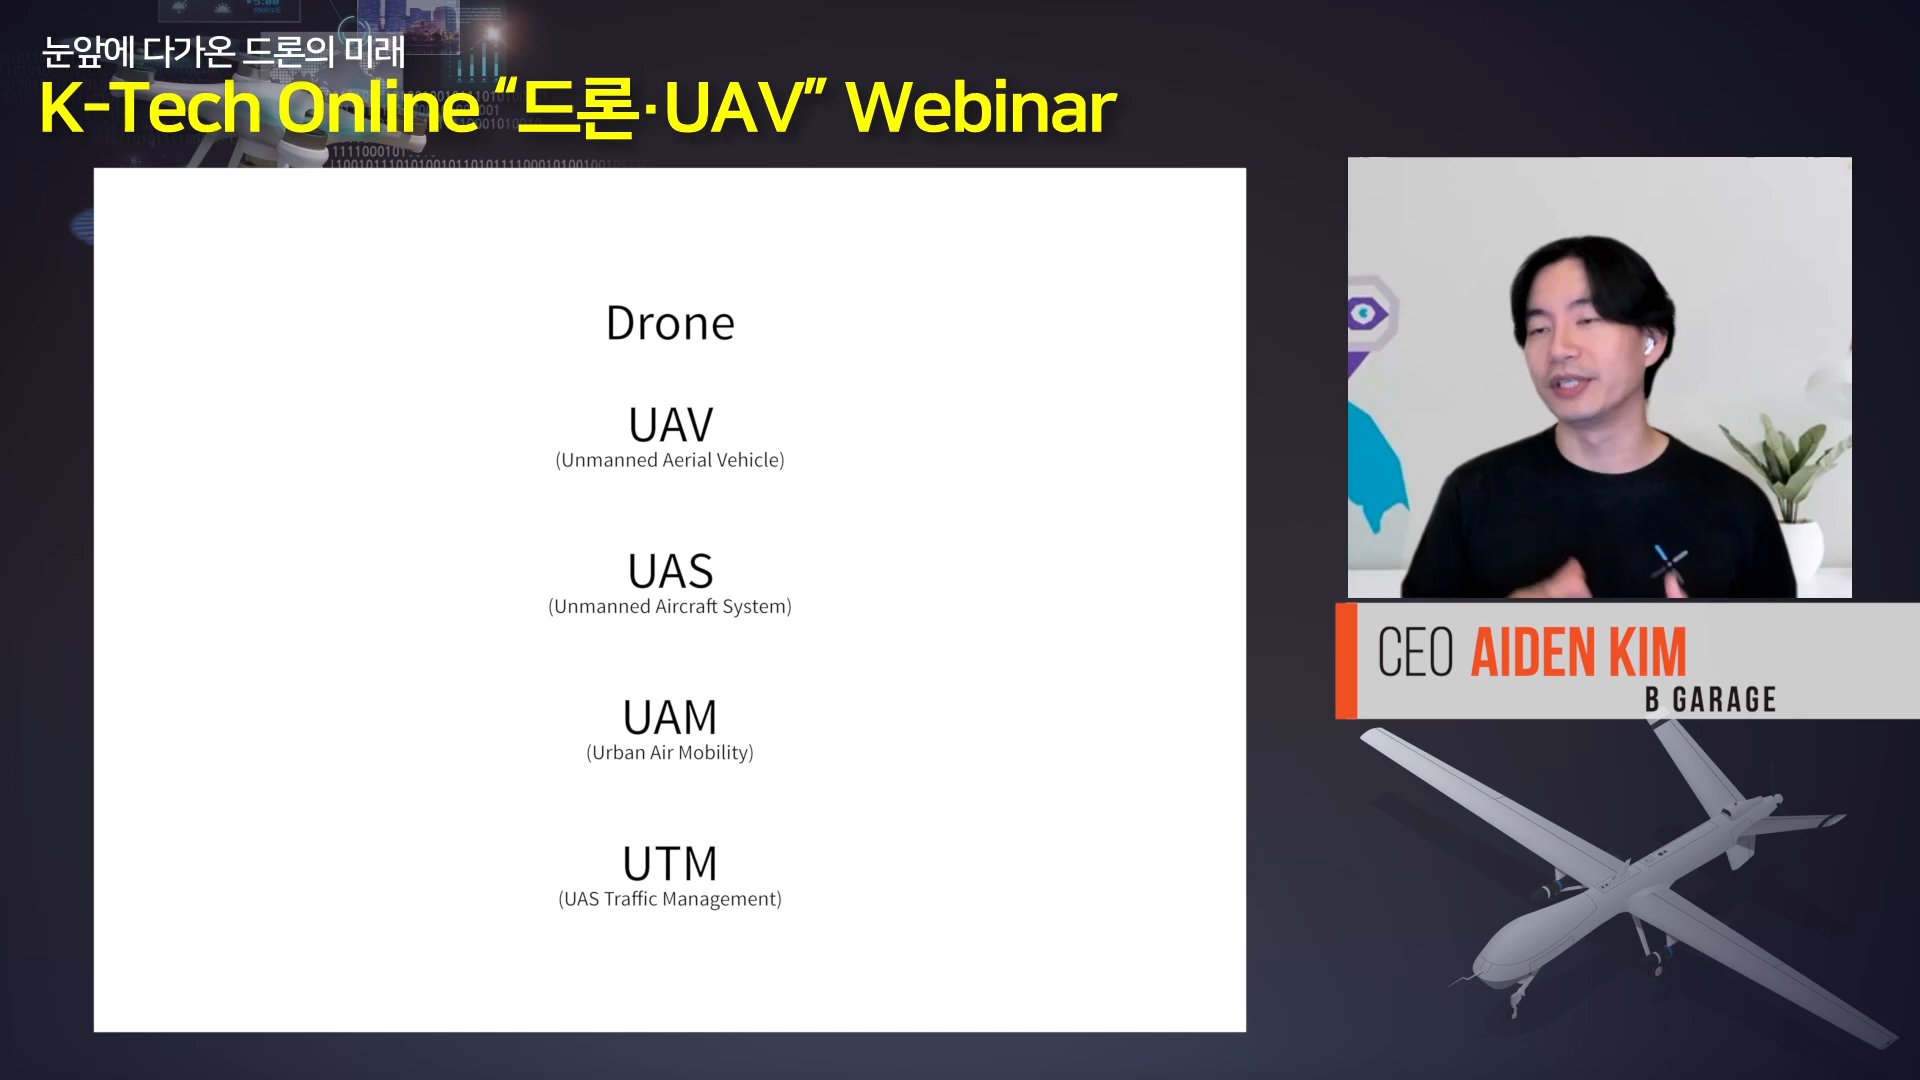 눈앞에 다가온 드론의 미래
K-Tech Online “드론·UAV” Webinar
Drone
UAV
(Unmanned Aerial Vehicle)
UAS
(Unmanned Aircraft System)
UAM
(Urban Air Mobility)
UTM
(UAS Traffic Management)
CEO AIDEN KIM
B GARAGE